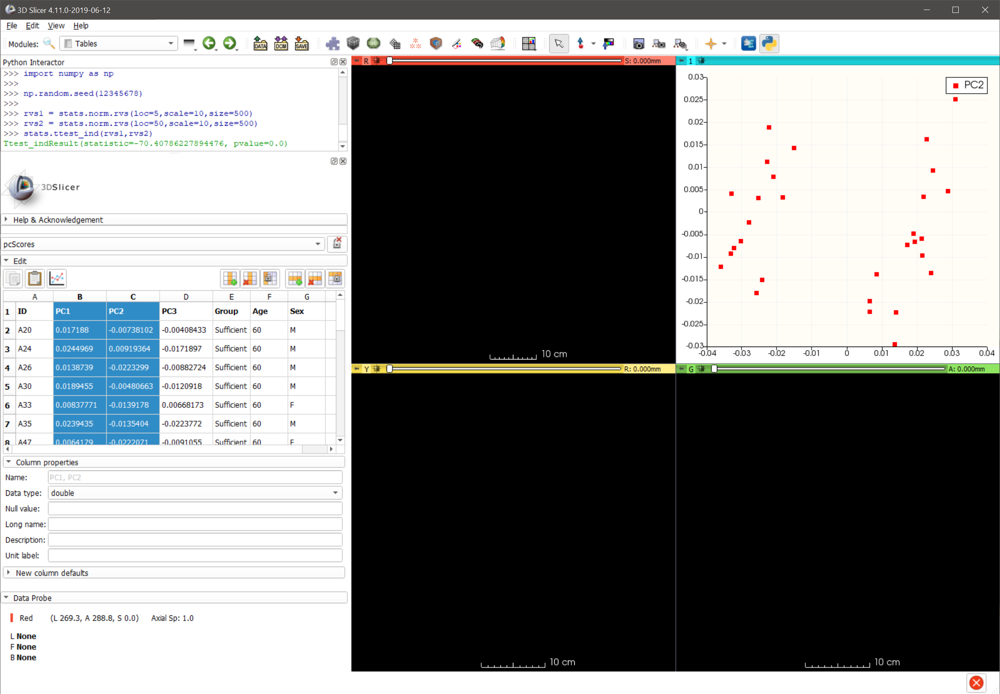 3D Slicer 4.11.0-2019-06-12
File Edit View Help
Modules: Tables DATA DCM SAVE
Python Interactor
>>> import numpy as np
>>>
>>> np.random.seed(12345678)
>>>
>>> rvs1 = stats.norm.rvs(loc=5,scale=10,size=500)
>>> rvs2 = stats.norm.rvs(loc=50,scale=10,size=500)
>>> stats.ttest_ind(rvs1,rvs2)
Ttest_indResult(statistic=-70.40786227894476, pvalue=0.0)
3DSlicer
Help & Acknowledgement
pcScores
Edit
A B C D E F G
1 ID PC1 PC2 PC3 Group Age Sex
2 A20 0.017188 -0.00738102 -0.00408433 Sufficient 60 M
3 A24 0.0244969 0.00919364 -0.0171897 Sufficient 60 M
4 A26 0.0138739 -0.0223299 -0.00882724 Sufficient 60 M
5 A30 0.0189455 -0.00480663 -0.0120918 Sufficient 60 M
6 A33 0.00837771 -0.0139178 0.00668173 Sufficient 60 F
7 A35 0.0239435 -0.0135404 -0.0223772 Sufficient 60 M
8 A47 0.0064179 -0.0222071 -0.0091055 Sufficient 60 F
Column properties
Name: PC1, PC2
Data type: double
Null value:
Long name:
Description:
Unit label:
New column defaults
Data Probe
Red (L 269.3, A 288.8, S 0.0) Axial Sp: 1.0
L None
F None
B None
R S: 0.000mm
10 cm
1
PC2
0.03
0.025
0.02
0.015
0.01
0.005
0
-0.005
-0.01
-0.015
-0.02
-0.025
-0.03
-0.04 -0.03 -0.02 -0.01 0 0.01 0.02 0.03 0.04
Y R: 0.000mm
10 cm
G A: 0.000mm
10 cm